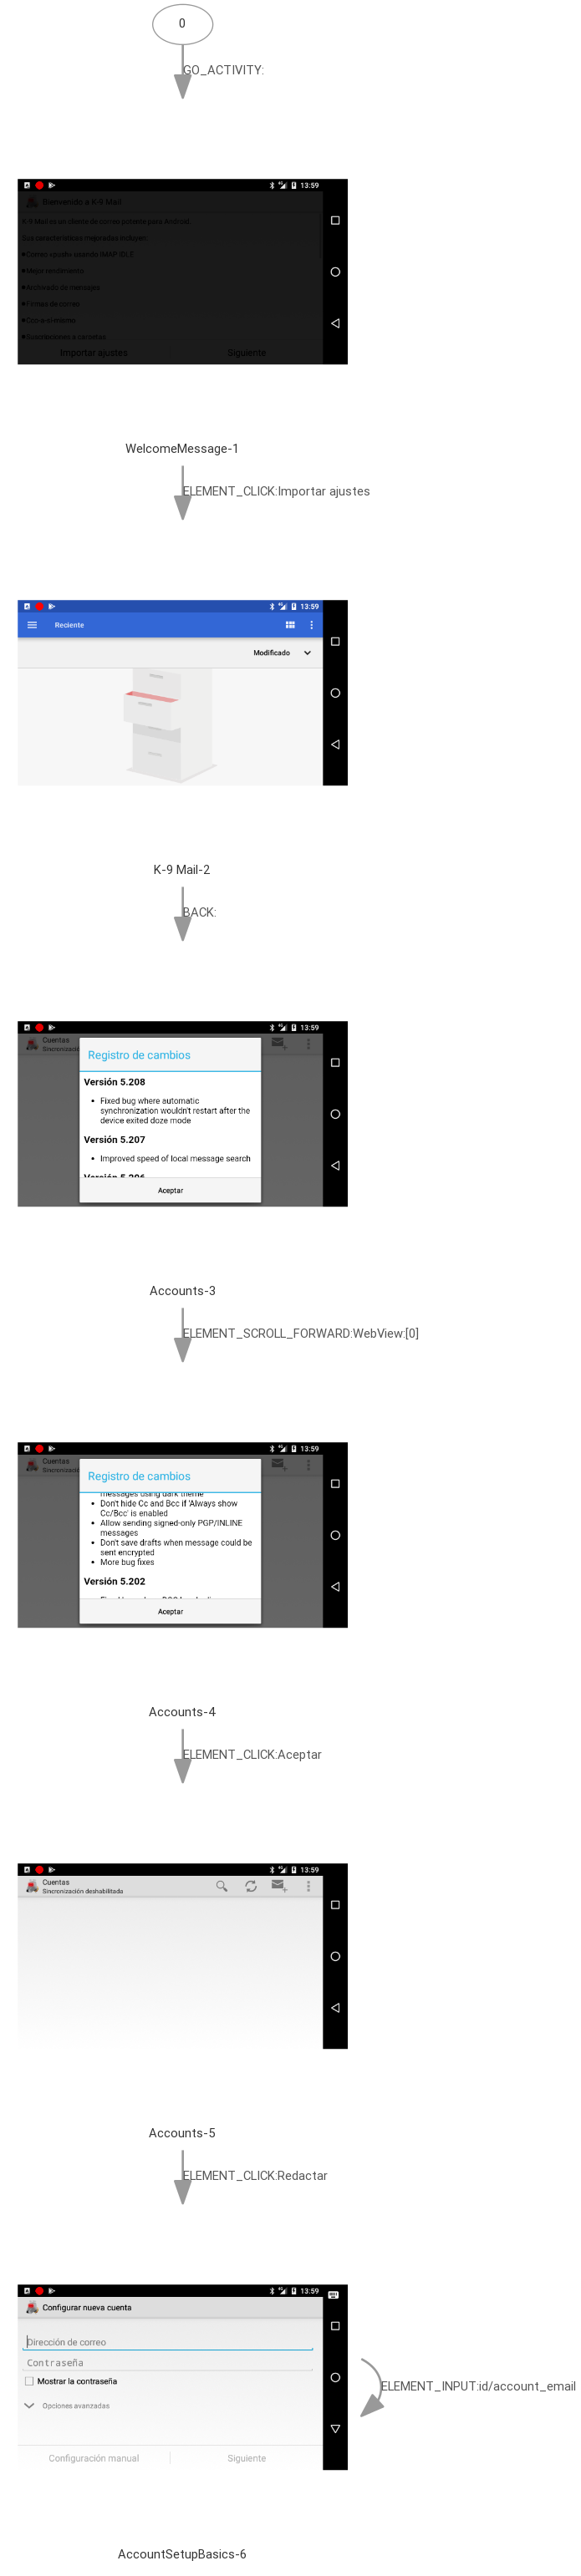 0
GO_ACTIVITY:
13:59
Bienvenido a K-9 Mail
K-9 Mail es un cliente de correo potente para Android.
Sus características mejoradas incluyen:
Correo «push» usando IMAP IDLE
Mejor rendimiento
Archivado de mensajes
Firmas de correo
Cco-a-sí-mismo
Suscripciones a carpetas
Importar ajustes Siguiente
WelcomeMessage-1
ELEMENT_CLICK:Importar ajustes
13:59
Reciente
Modificado
K-9 Mail-2
BACK:
13:59
Cuentas
Sincronizació
Registro de cambios
Versión 5.208
• Fixed bug where automatic
synchronization wouldn't restart after the
device exited doze mode
Versión 5.207
• Improved speed of local message search
Versión 5.206
Aceptar
Accounts-3
ELEMENT_SCROLL_FORWARD:WebView:[0]
13:59
Cuentas
Sincronizació
Registro de cambios
messages using dark theme
• Don't hide Cc and Bcc if 'Always show
Cc/Bcc' is enabled
• Allow sending signed-only PGP/INLINE
messages
• Don't save drafts when message could be
sent encrypted
• More bug fixes
Versión 5.202
Aceptar
Accounts-4
ELEMENT_CLICK:Aceptar
13:59
Cuentas
Sincronización deshabilitada
Accounts-5
ELEMENT_CLICK:Redactar
13:59
Configurar nueva cuenta
Dirección de correo
Contraseña
Mostrar la contraseña
ELEMENT_INPUT:id/account_email
Opciones avanzadas
Configuración manual Siguiente
AccountSetupBasics-6